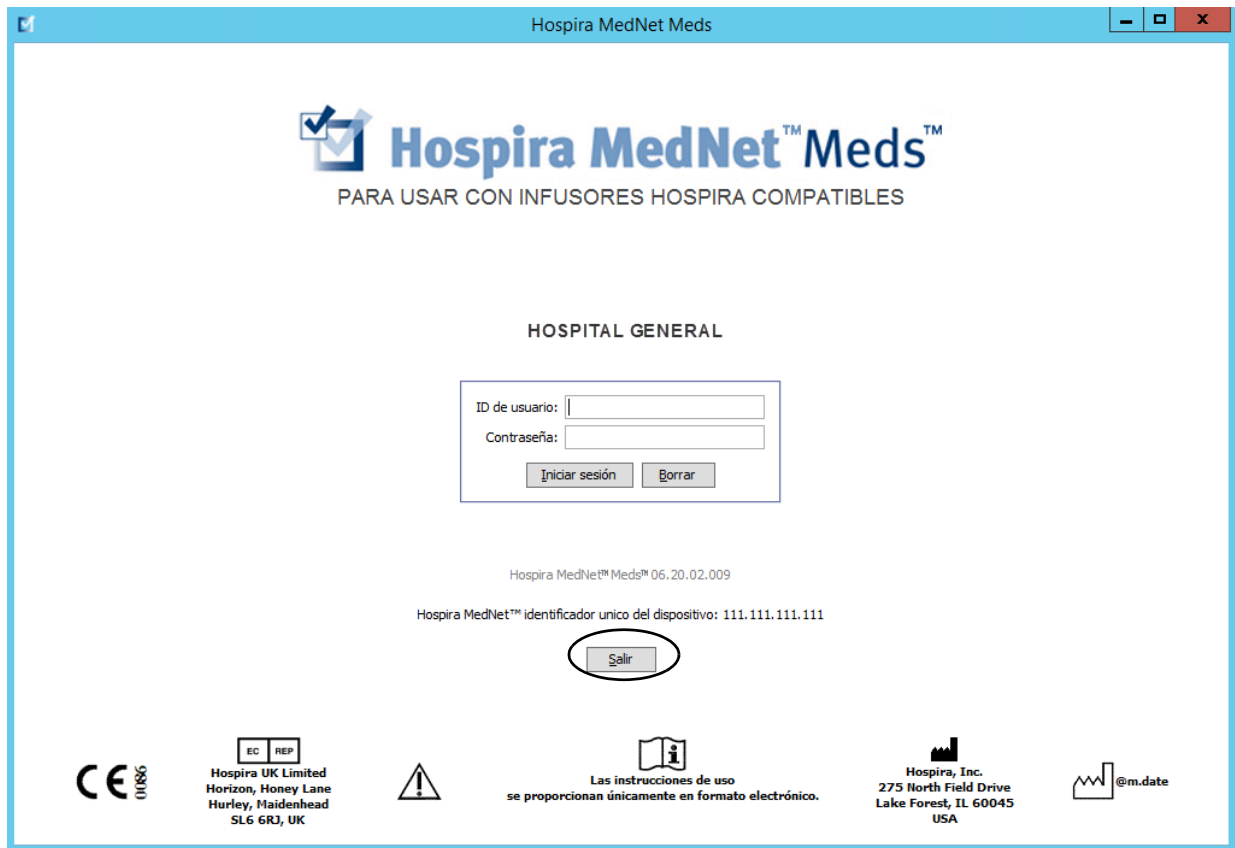 Hospira MedNet Meds
Hospira MedNet™ Meds™
PARA USAR CON INFUSORES HOSPIRA COMPATIBLES
HOSPITAL GENERAL
ID de usuario:
Contraseña:
Iniciar sesión Borrar
Hospira MedNet™ Meds™ 06.20.02.009
Hospira MedNet™ identificador unico del dispositivo: 111.111.111.111
Salir
CE 0086
EC REP
Hospira UK Limited
Horizon, Honey Lane
Hurley, Maidenhead
SL6 6RJ, UK
Las instrucciones de uso
se proporcionan únicamente en formato electrónico.
Hospira, Inc.
275 North Field Drive
Lake Forest, IL 60045
USA
@m.date